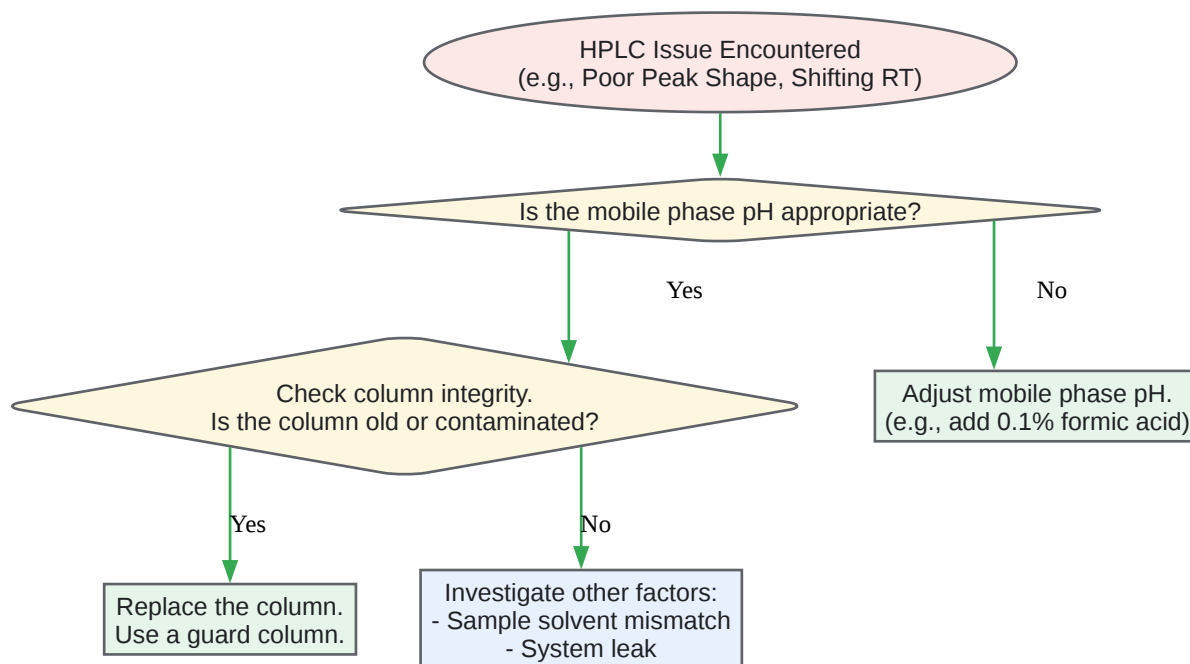 HPLC Issue Encountered
(e.g., Poor Peak Shape, Shifting RT)
Is the mobile phase pH appropriate?
Yes
No
Check column integrity.
Is the column old or contaminated?
Adjust mobile phase pH.
(e.g., add 0.1% formic acid)
Yes
No
Replace the column.
Use a guard column.
Investigate other factors:
- Sample solvent mismatch
- System leak